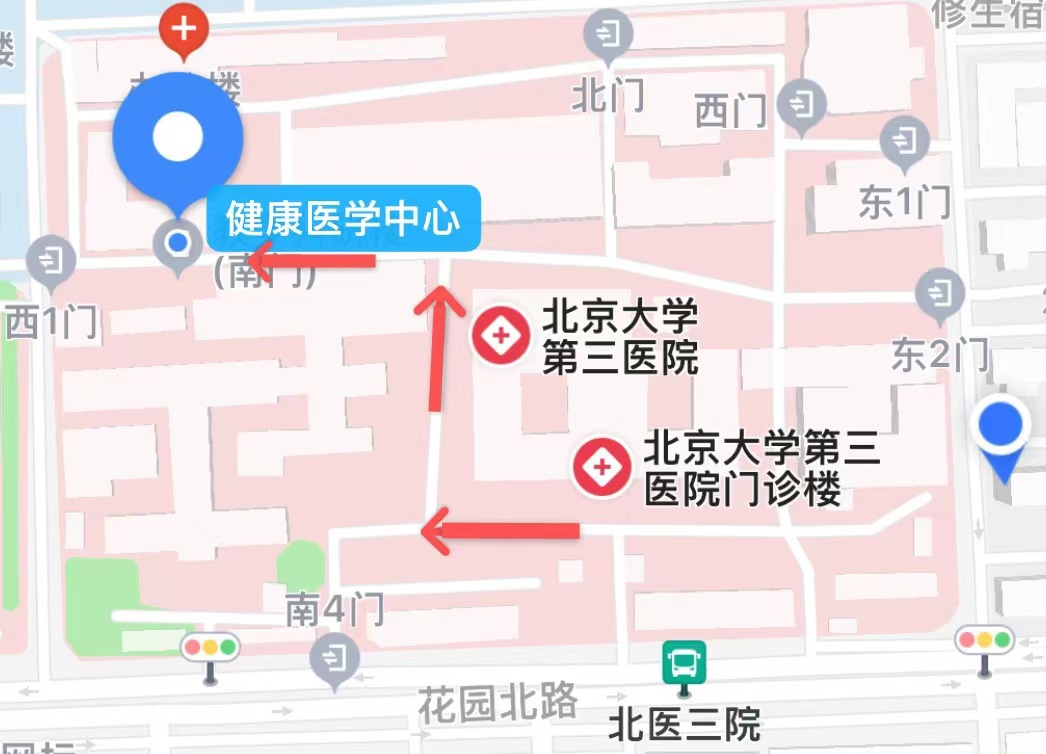 修生宿
楼
北门
西门
东1门
健康医学中心
(南门)
西1门
北京大学
第三医院
东2门
北京大学第三
医院门诊楼
南4门
花园北路
北医三院